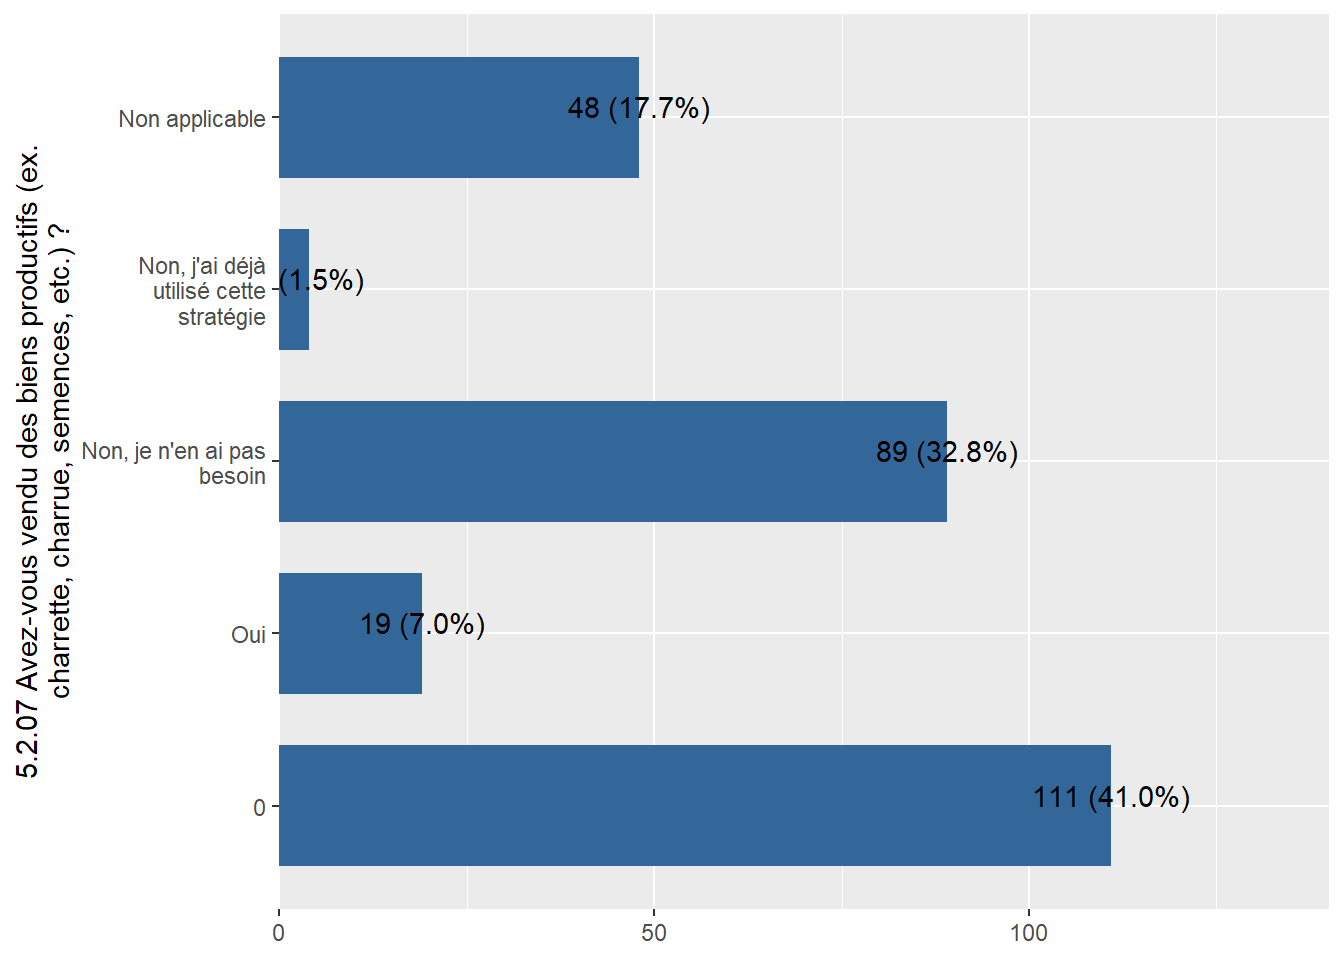 5.2.07 Avez-vous vendu des biens productifs (ex.
charrette, charrue, semences, etc.) ?
Non applicable
48 (17.7%)
Non, j'ai déjà
utilisé cette
stratégie
(1.5%)
Non, je n'en ai pas
besoin
89 (32.8%)
Oui
19 (7.0%)
0
111 (41.0%)
0
50
100